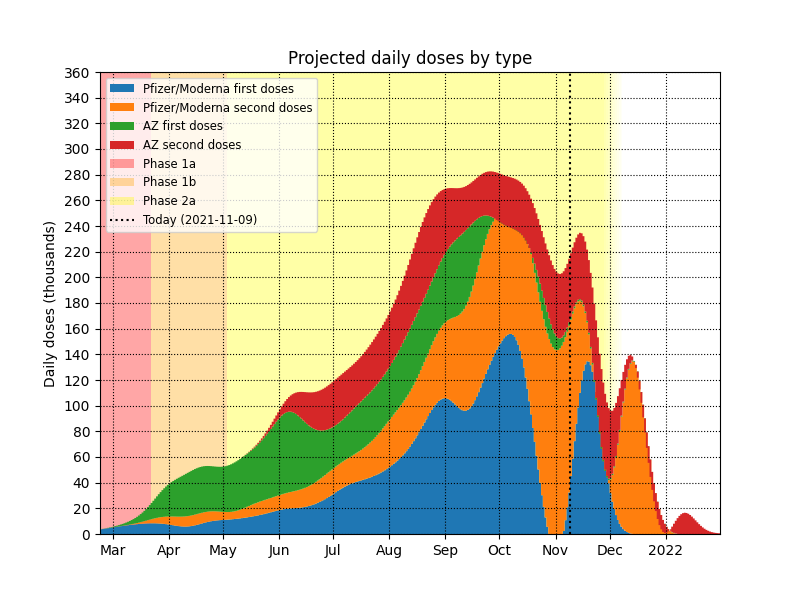 Projected daily doses by type
Daily doses (thousands)
360
340
320
300
280
260
240
220
200
180
160
140
120
100
80
60
40
20
0
Pfizer/Moderna first doses
Pfizer/Moderna second doses
AZ first doses
AZ second doses
Phase 1a
Phase 1b
Phase 2a
Today (2021-11-09)
Mar Apr May Jun Jul Aug Sep Oct Nov Dec 2022